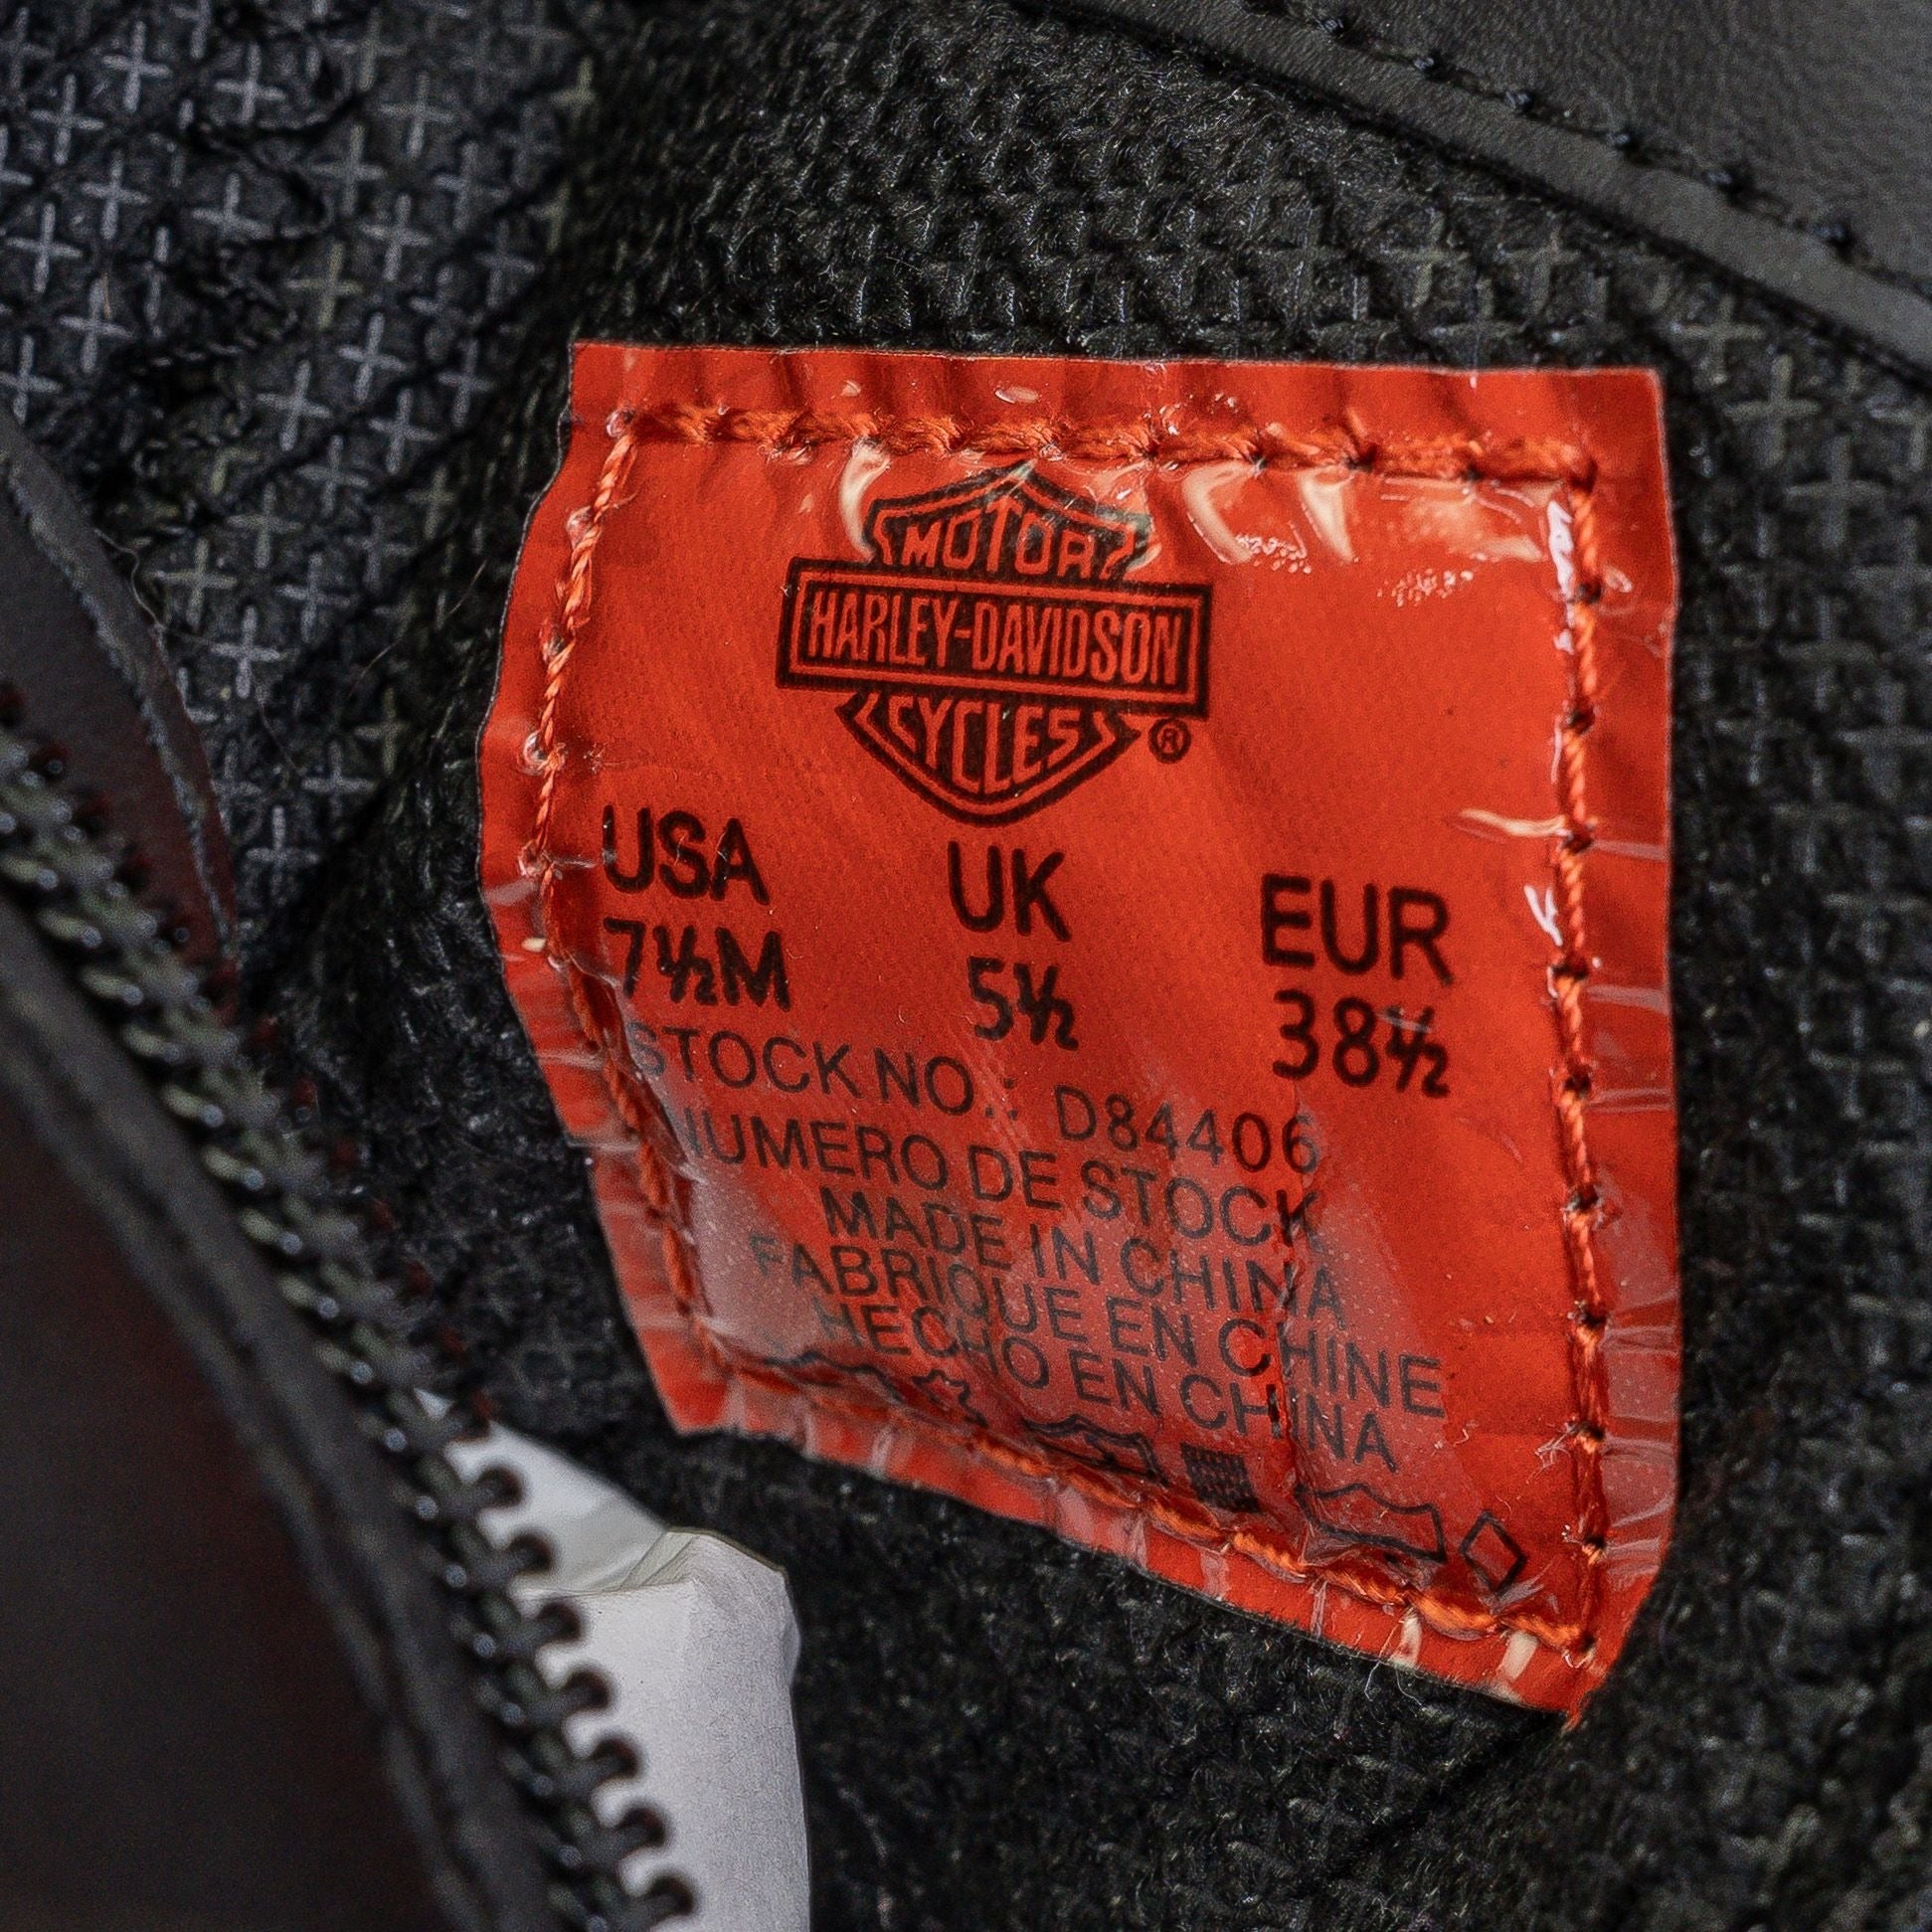 MOTOR
HARLEY-DAVIDSON
CYCLES ®
USA UK EUR
7½M 5½ 38½
STOCK NO.: D84406
NUMERO DE STOCK
MADE IN CHINA
FABRIQUE EN CHINE
HECHO EN CHINA